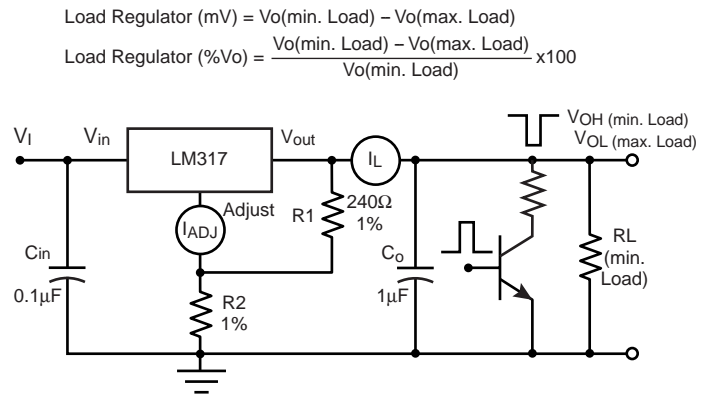 Load Regulator (mV) = Vo(min. Load) – Vo(max. Load)
Load Regulator (%Vo) = Vo(min. Load) – Vo(max. Load) x100
Vo(min. Load)
VOH (min. Load)
VOL (max. Load)
VI
Vin
LM317
Vout
IL
Adjust
IADJ
R1
240Ω
1%
Cin
0.1μF
R2
1%
Co
1μF
RL
(min.
Load)